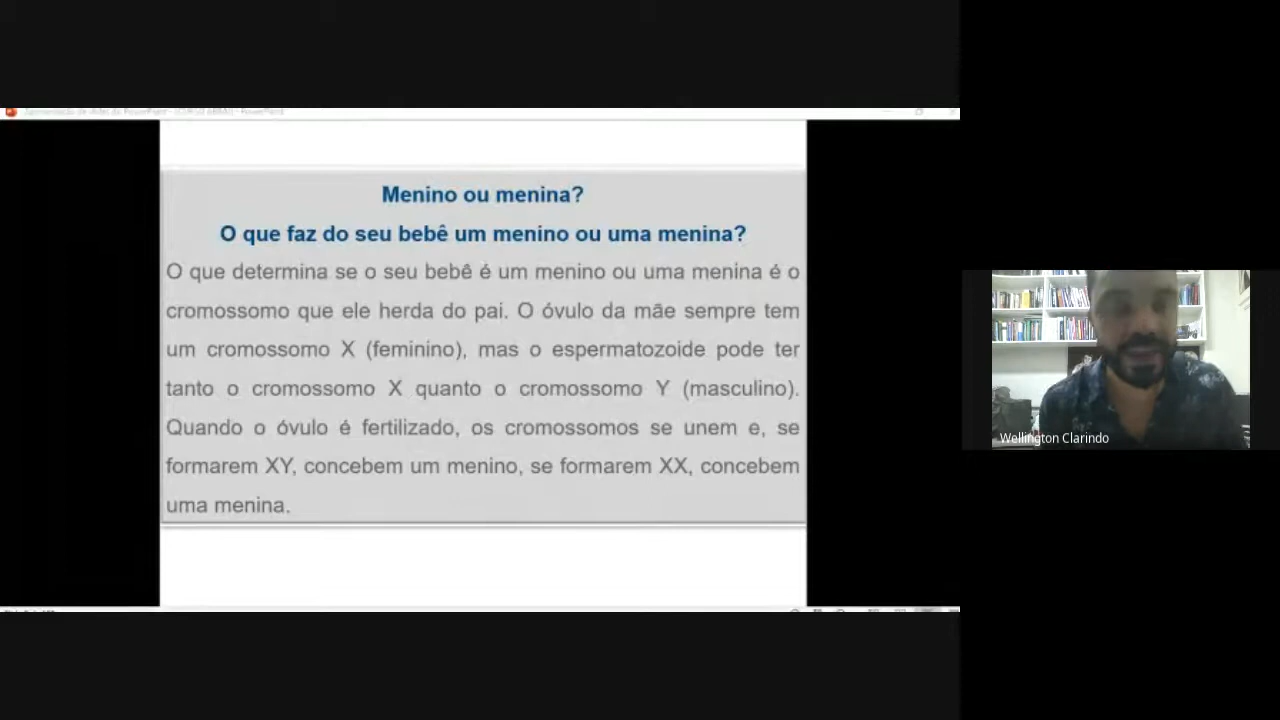 Menino ou menina?
O que faz do seu bebê um menino ou uma menina?
O que determina se o seu bebê é um menino ou uma menina é o
cromossomo que ele herda do pai. O óvulo da mãe sempre tem
um cromossomo X (feminino), mas o espermatozoide pode ter
tanto o cromossomo X quanto o cromossomo Y (masculino).
Quando o óvulo é fertilizado, os cromossomos se unem e, se
formarem XY, concebem um menino, se formarem XX, concebem
uma menina.
Wellington Clarindo